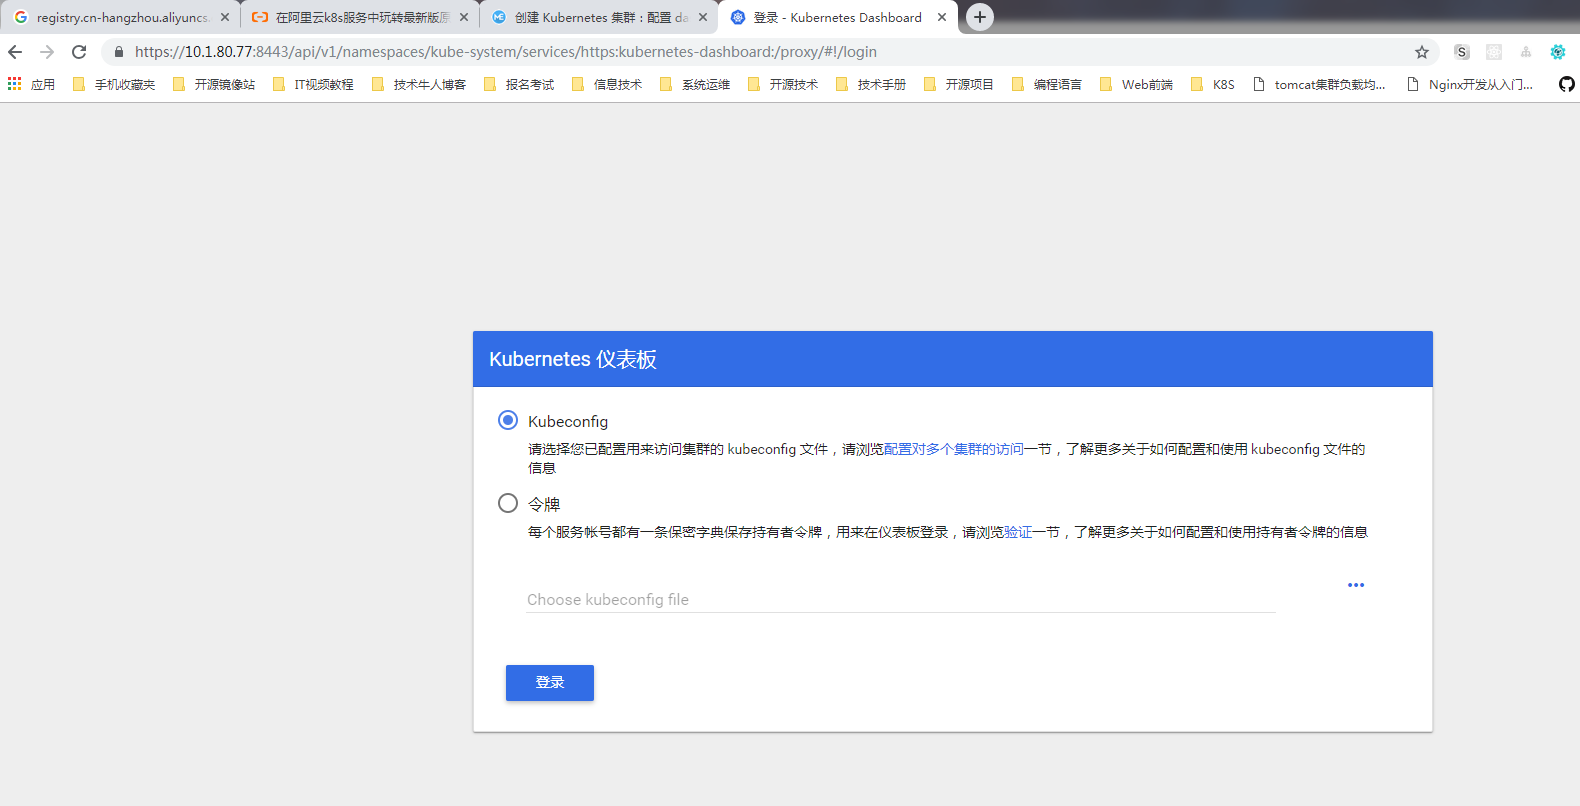 registry.cn-hangzhou.aliyuncs.
在阿里云k8s服务中玩转最新版原
创建 Kubernetes 集群：配置 da
登录 - Kubernetes Dashboard
https://10.1.80.77:8443/api/v1/namespaces/kube-system/services/https:kubernetes-dashboard:/proxy/#!/login
应用 手机收藏夹 开源镜像站 IT视频教程 技术牛人博客 报名考试 信息技术 系统运维 开源技术 技术手册 开源项目 编程语言 Web前端 K8S tomcat集群负载均... Nginx开发从入门...
Kubernetes 仪表板
Kubeconfig
请选择您已配置用来访问集群的 kubeconfig 文件，请浏览配置对多个集群的访问一节，了解更多关于如何配置和使用 kubeconfig 文件的
信息
令牌
每个服务帐号都有一条保密字典保存持有者令牌，用来在仪表板登录，请浏览验证一节，了解更多关于如何配置和使用持有者令牌的信息
Choose kubeconfig file
登录